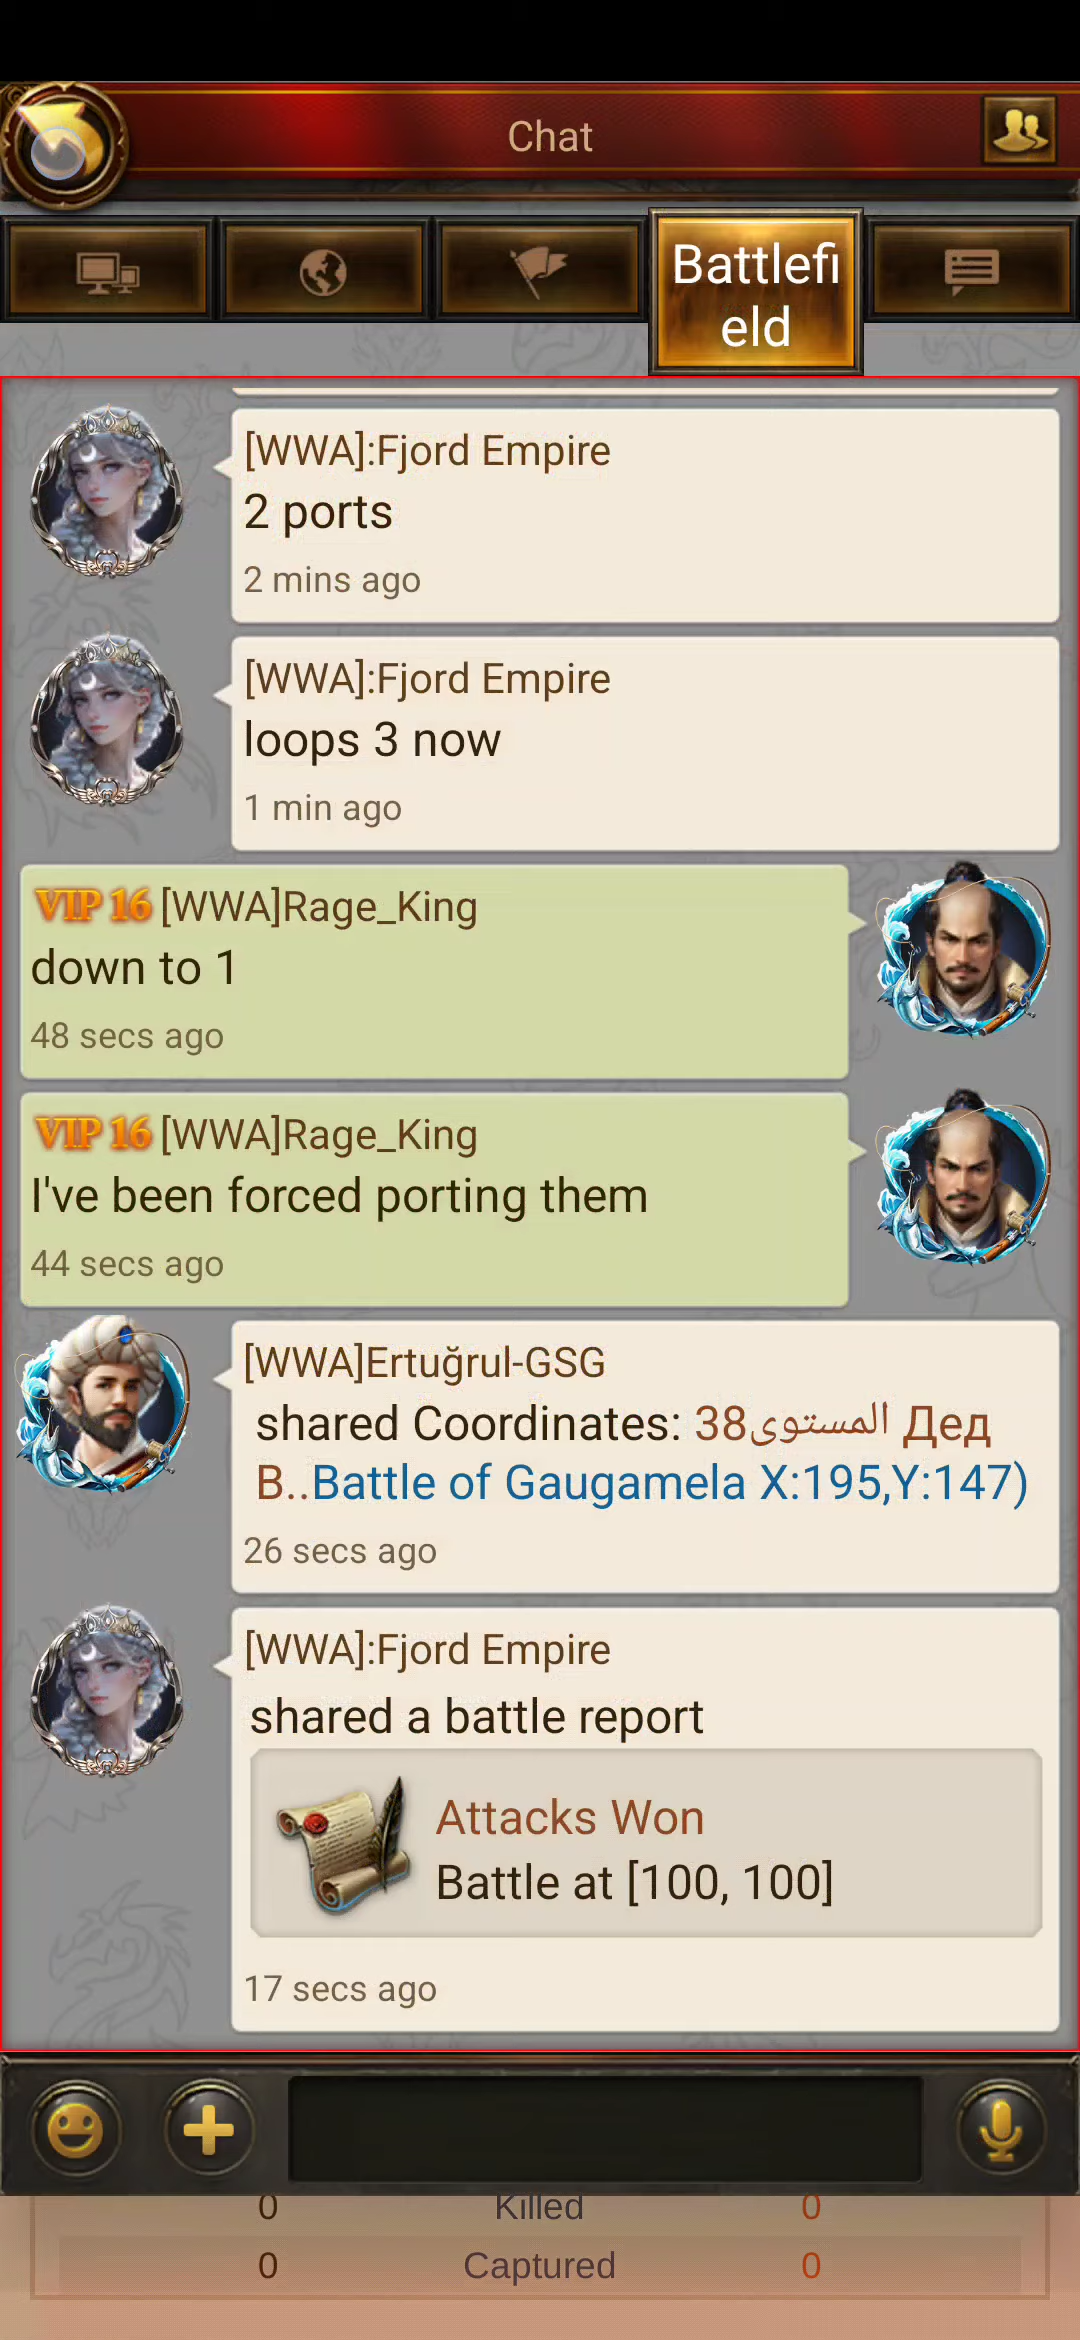 Chat
Battlefi
eld
[WWA]:Fjord Empire
2 ports
2 mins ago
[WWA]:Fjord Empire
loops 3 now
1 min ago
VIP 16 [WWA]Rage_King
down to 1
48 secs ago
VIP 16 [WWA]Rage_King
I've been forced porting them
44 secs ago
[WWA]Ertuğrul-GSG
shared Coordinates: 38المستوى Дед
В..Battle of Gaugamela X:195,Y:147)
26 secs ago
[WWA]:Fjord Empire
shared a battle report
Attacks Won
Battle at [100, 100]
17 secs ago
0 Killed 0
0 Captured 0